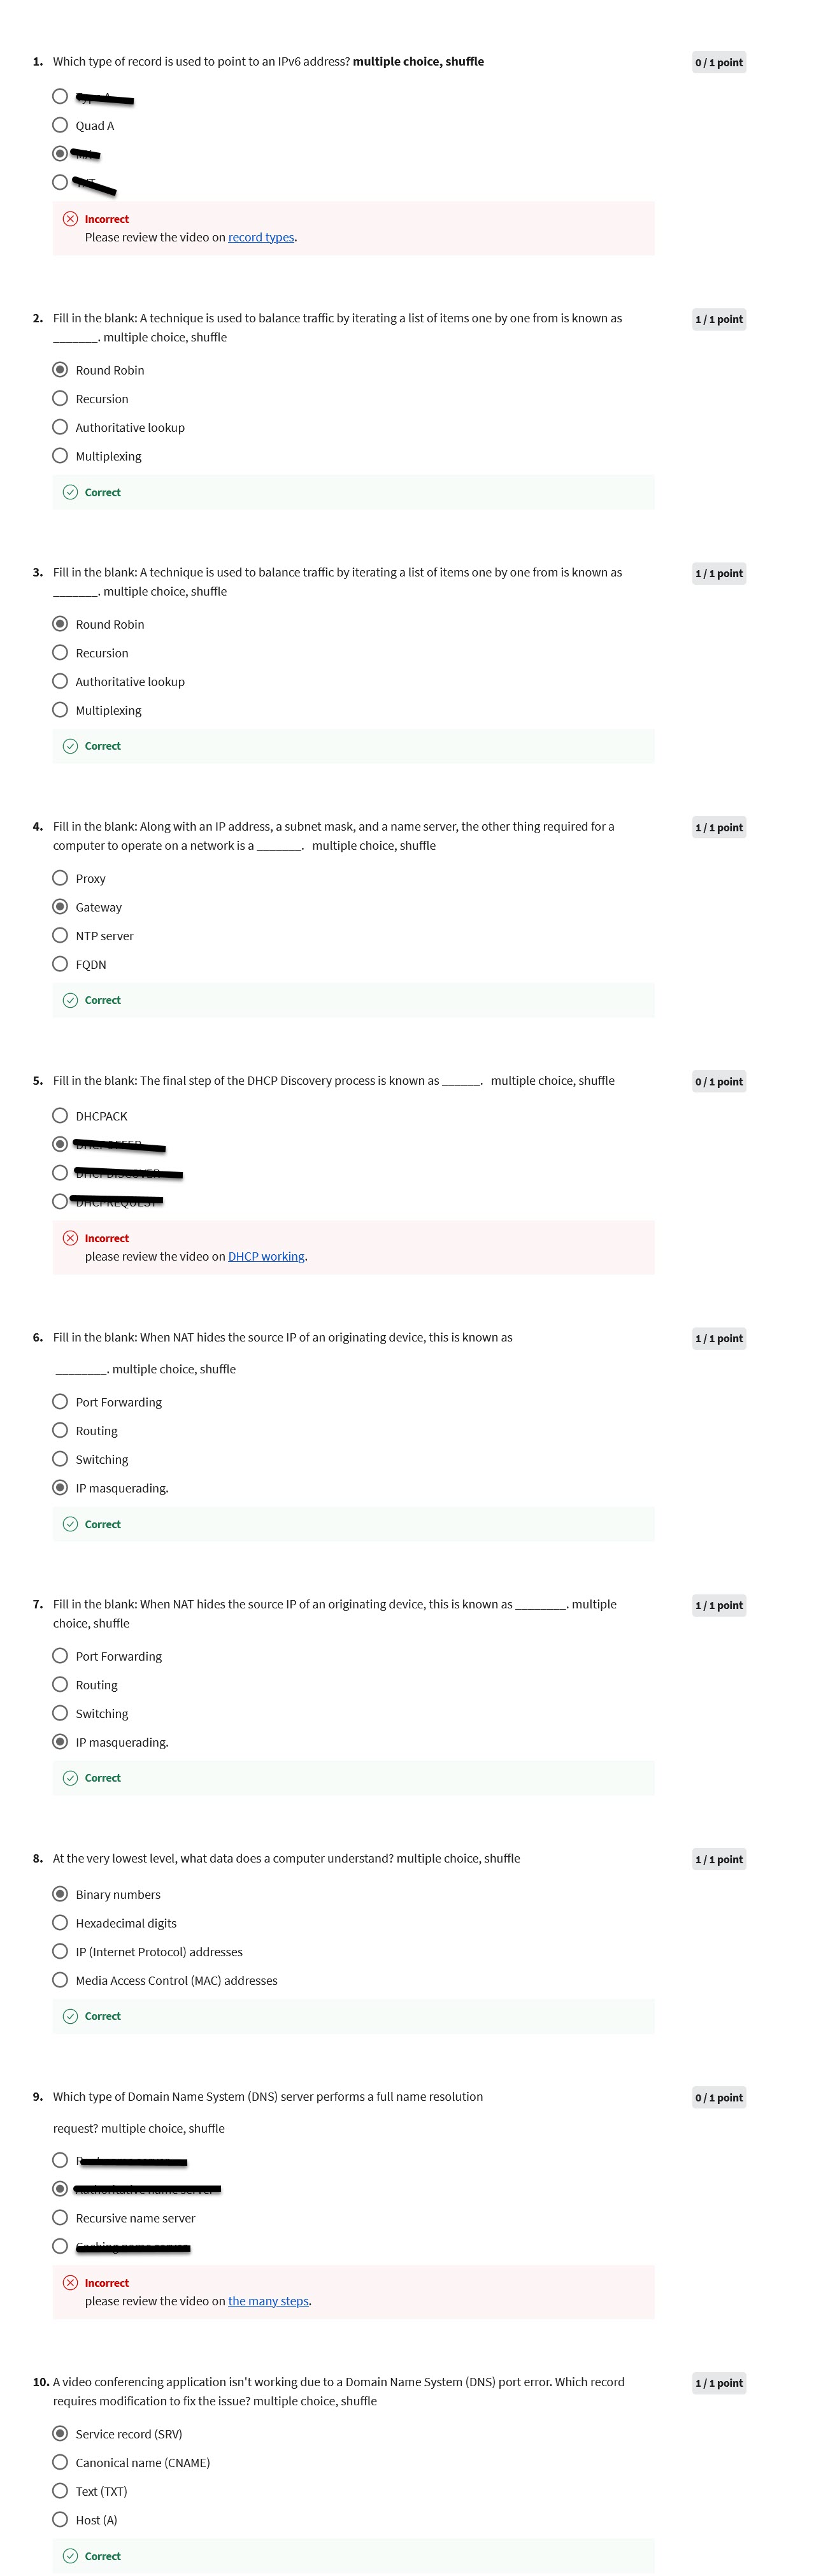 1. Which type of record is used to point to an IPv6 address? multiple choice, shuffle
0 / 1 point
Quad A
Incorrect
Please review the video on record types.
2. Fill in the blank: A technique is used to balance traffic by iterating a list of items one by one from is known as
1 / 1 point
_______. multiple choice, shuffle
Round Robin
Recursion
Authoritative lookup
Multiplexing
Correct
3. Fill in the blank: A technique is used to balance traffic by iterating a list of items one by one from is known as
1 / 1 point
_______. multiple choice, shuffle
Round Robin
Recursion
Authoritative lookup
Multiplexing
Correct
4. Fill in the blank: Along with an IP address, a subnet mask, and a name server, the other thing required for a
1 / 1 point
computer to operate on a network is a _______. multiple choice, shuffle
Proxy
Gateway
NTP server
FQDN
Correct
5. Fill in the blank: The final step of the DHCP Discovery process is known as ______. multiple choice, shuffle
0 / 1 point
DHCPACK
Incorrect
please review the video on DHCP working.
6. Fill in the blank: When NAT hides the source IP of an originating device, this is known as
1 / 1 point
________. multiple choice, shuffle
Port Forwarding
Routing
Switching
IP masquerading.
Correct
7. Fill in the blank: When NAT hides the source IP of an originating device, this is known as ________. multiple
1 / 1 point
choice, shuffle
Port Forwarding
Routing
Switching
IP masquerading.
Correct
8. At the very lowest level, what data does a computer understand? multiple choice, shuffle
1 / 1 point
Binary numbers
Hexadecimal digits
IP (Internet Protocol) addresses
Media Access Control (MAC) addresses
Correct
9. Which type of Domain Name System (DNS) server performs a full name resolution
0 / 1 point
request? multiple choice, shuffle
Recursive name server
Incorrect
please review the video on the many steps.
10. A video conferencing application isn't working due to a Domain Name System (DNS) port error. Which record
1 / 1 point
requires modification to fix the issue? multiple choice, shuffle
Service record (SRV)
Canonical name (CNAME)
Text (TXT)
Host (A)
Correct